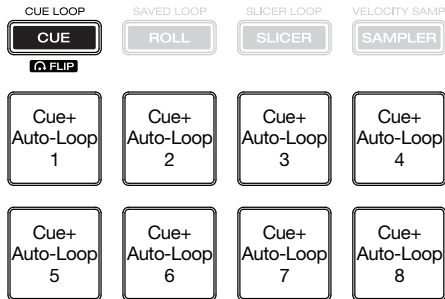 CUE LOOP SAVED LOOP SLICER LOOP VELOCITY SAMP
CUE ROLL SLICER SAMPLER
FLIP
Cue+ Cue+ Cue+ Cue+
Auto-Loop Auto-Loop Auto-Loop Auto-Loop
1 2 3 4
Cue+ Cue+ Cue+ Cue+
Auto-Loop Auto-Loop Auto-Loop Auto-Loop
5 6 7 8